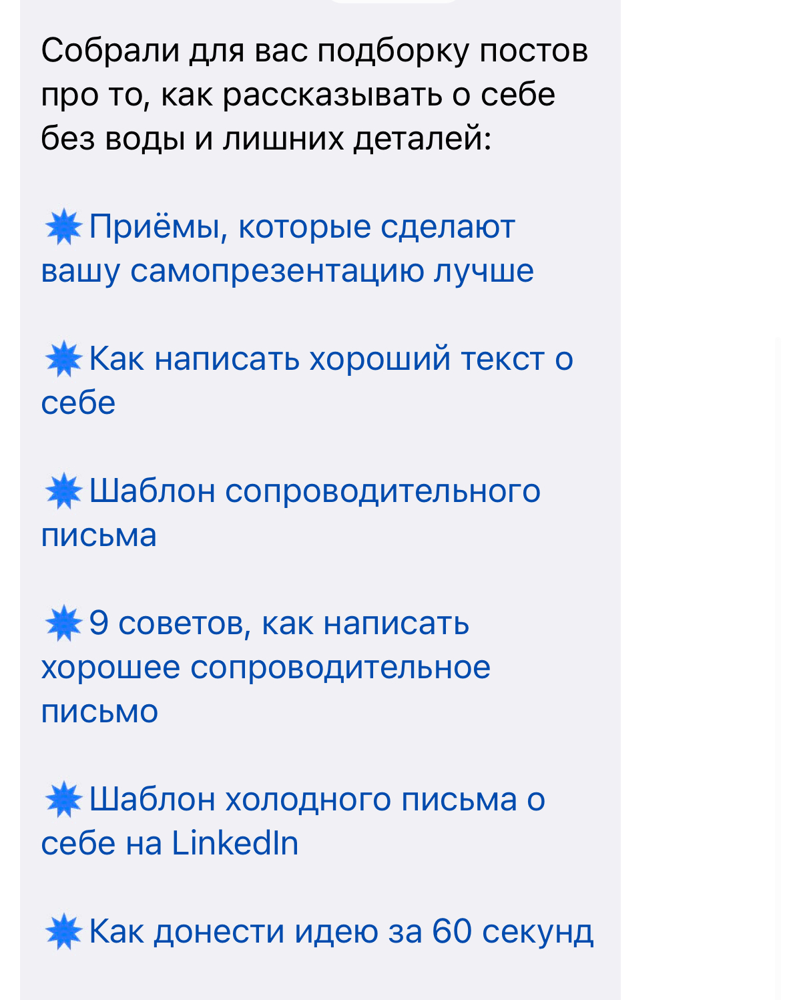 Собрали для вас подборку постов
про то, как рассказывать о себе
без воды и лишних деталей:
Приёмы, которые сделают
вашу самопрезентацию лучше
Как написать хороший текст о
себе
Шаблон сопроводительного
письма
9 советов, как написать
хорошее сопроводительное
письмо
Шаблон холодного письма о
себе на LinkedIn
Как донести идею за 60 секунд